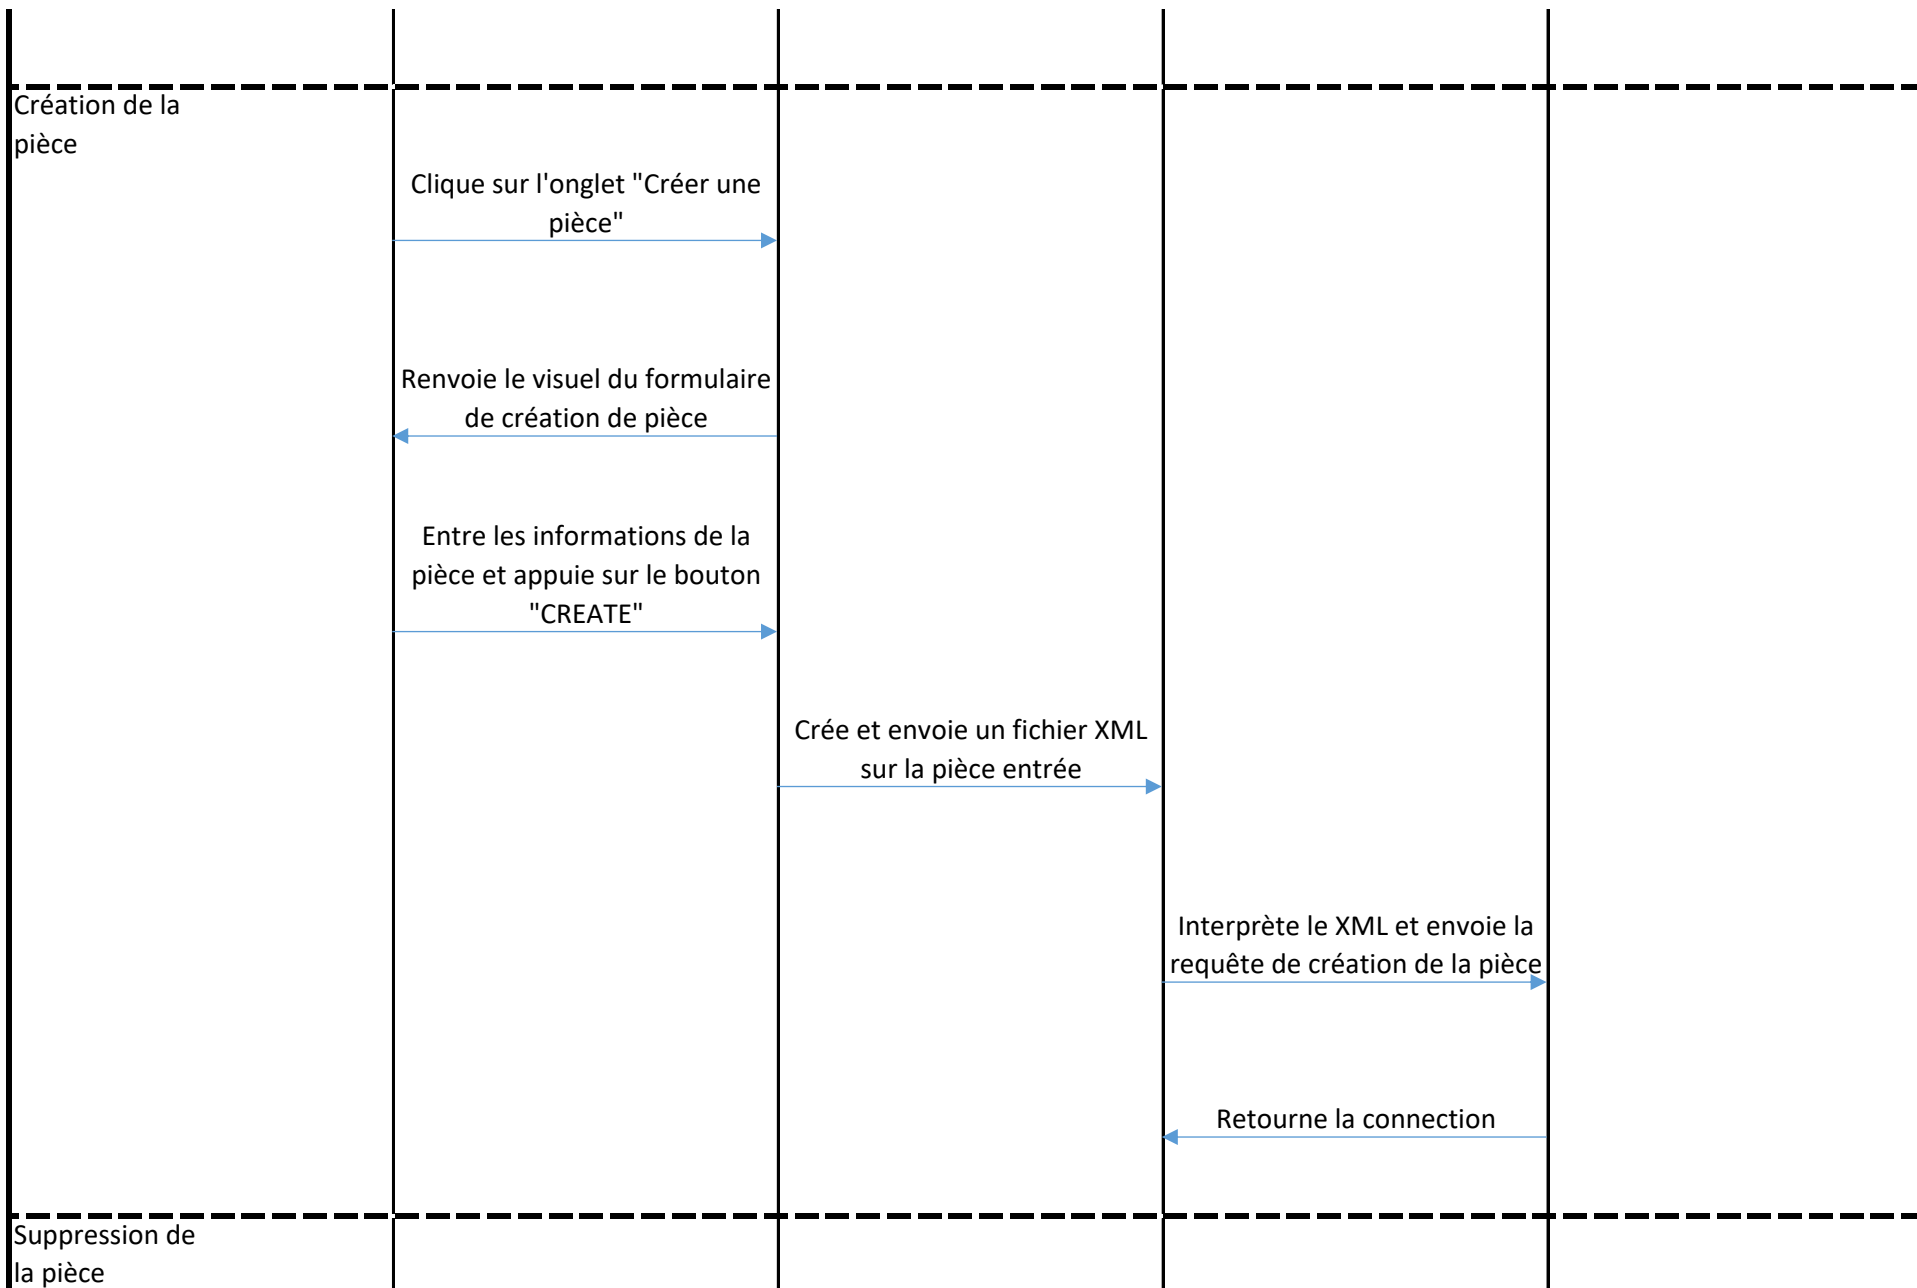 Création de la
pièce
Clique sur l'onglet "Créer une
pièce"
Renvoie le visuel du formulaire
de création de pièce
Entre les informations de la
pièce et appuie sur le bouton
"CREATE"
Crée et envoie un fichier XML
sur la pièce entrée
Interprète le XML et envoie la
requête de création de la pièce
Retourne la connection
Suppression de
la pièce